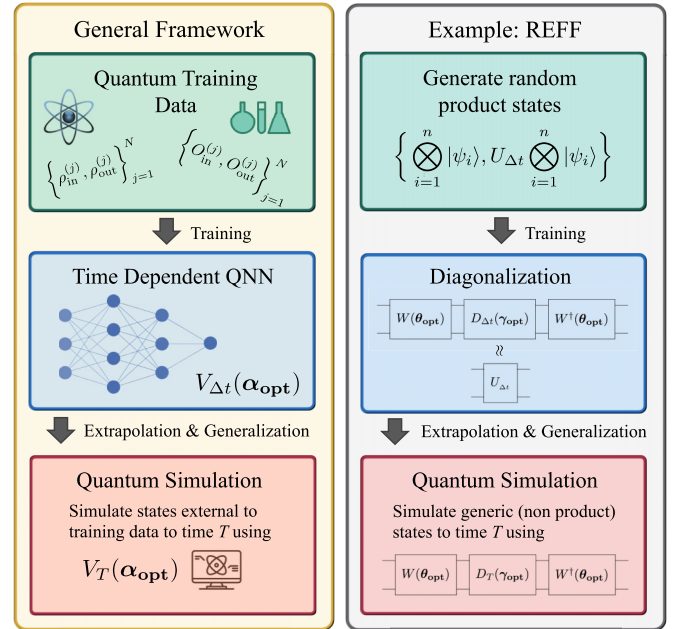 General Framework
Quantum Training
Data
{ρ_in^(j), ρ_out^(j)}_{j=1}^N
{O_in^(j), O_out^(j)}_{j=1}^N
Training
Time Dependent QNN
V_Δt(α_opt)
Extrapolation & Generalization
Quantum Simulation
Simulate states external to
training data to time T using
V_T(α_opt)
Example: REFF
Generate random
product states
{⨂_{i=1}^n |ψ_i⟩, U_Δt ⨂_{i=1}^n |ψ_i⟩}
Training
Diagonalization
W(θ_opt) D_Δt(γ_opt) W†(θ_opt)
≈
U_Δt
Extrapolation & Generalization
Quantum Simulation
Simulate generic (non product)
states to time T using
W(θ_opt) D_T(γ_opt) W†(θ_opt)